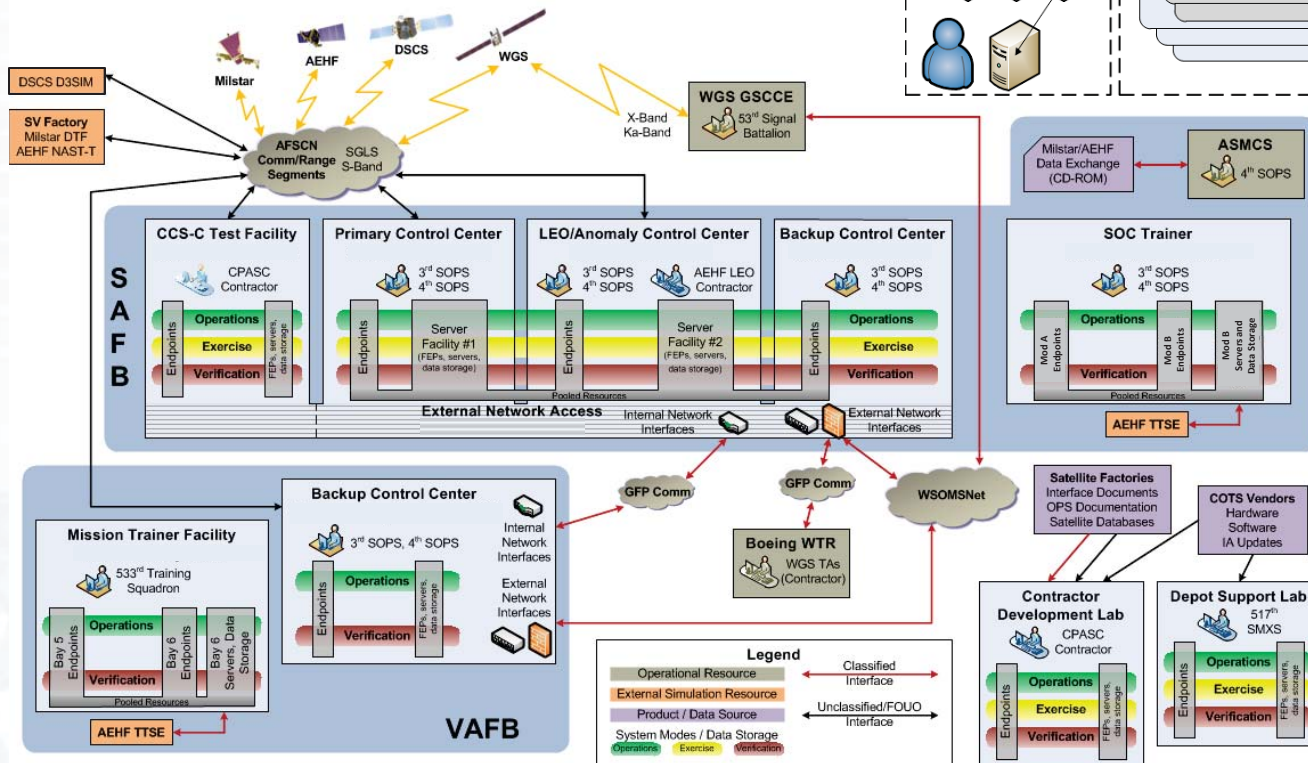 Milstar
AEHF
DSCS
WGS
DSCS D3SIM
SV Factory
Milstar DTF
AEHF NAST-T
AFSCN
Comm/Range
Segments
SGLS
S-Band
X-Band
Ka-Band
WGS GSCCE
53rd Signal
Battalion
Milstar/AEHF
Data Exchange
(CD-ROM)
ASMCS
4th SOPS
SAFB
CCS-C Test Facility
CPASC
Contractor
Endpoints
Operations
Exercise
Verification
FEPs, servers,
data storage
Primary Control Center
3rd SOPS
4th SOPS
Endpoints
Server
Facility #1
(FEPs, servers,
data storage)
LEO/Anomaly Control Center
3rd SOPS
4th SOPS
AEHF LEO
Contractor
Endpoints
Server
Facility #2
(FEPs, servers,
data storage)
Backup Control Center
3rd SOPS
4th SOPS
Endpoints
Operations
Exercise
Verification
Pooled Resources
External Network Access
Internal Network
Interfaces
External Network
Interfaces
SOC Trainer
3rd SOPS
4th SOPS
Mod A
Endpoints
Operations
Verification
Mod B
Endpoints
Mod B
Servers and
Data Storage
Pooled Resources
AEHF TTSE
Mission Trainer Facility
533rd Training
Squadron
Bay 5
Endpoints
Operations
Verification
Bay 6
Endpoints
Bay 6
Servers, Data
Storage
Pooled Resources
AEHF TTSE
Backup Control Center
3rd SOPS, 4th SOPS
Endpoints
Operations
Verification
FEPs, servers,
data storage
Internal
Network
Interfaces
External
Network
Interfaces
VAFB
GFP Comm
GFP Comm
WSOMSNet
Boeing WTR
WGS TAs
(Contractor)
Satellite Factories
Interface Documents
OPS Documentation
Satellite Databases
COTS Vendors
Hardware
Software
IA Updates
Contractor
Development Lab
CPASC
Contractor
Endpoints
Operations
Exercise
Verification
FEPs, servers,
data storage
Depot Support Lab
517th
SMXS
Endpoints
Operations
Exercise
Verification
FEPs, servers,
data storage
Legend
Operational Resource
External Simulation Resource
Product / Data Source
System Modes / Data Storage
Operations
Exercise
Verification
Classified
Interface
Unclassified/FOUO
Interface